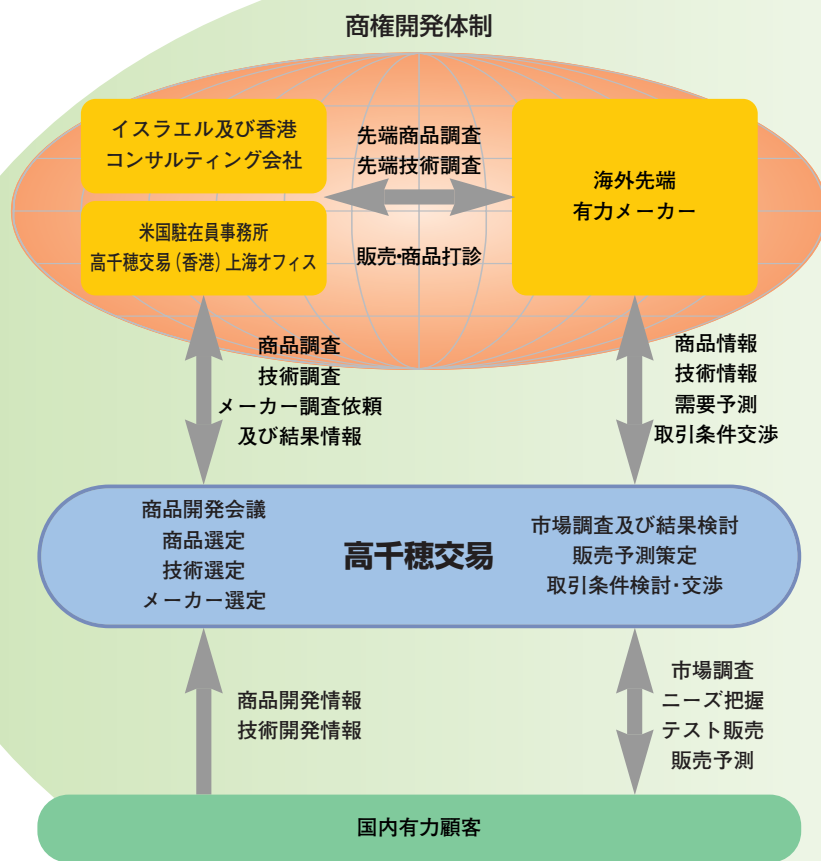 商権開発体制
イスラエル及び香港
コンサルティング会社
先端商品調査
先端技術調査
海外先端
有力メーカー
米国駐在員事務所
高千穂交易(香港)上海オフィス
販売・商品打診
商品調査
技術調査
メーカー調査依頼
及び結果情報
商品情報
技術情報
需要予測
取引条件交渉
商品開発会議
商品選定
技術選定
メーカー選定
高千穂交易
市場調査及び結果検討
販売予測策定
取引条件検討・交渉
商品開発情報
技術開発情報
市場調査
ニーズ把握
テスト販売
販売予測
国内有力顧客